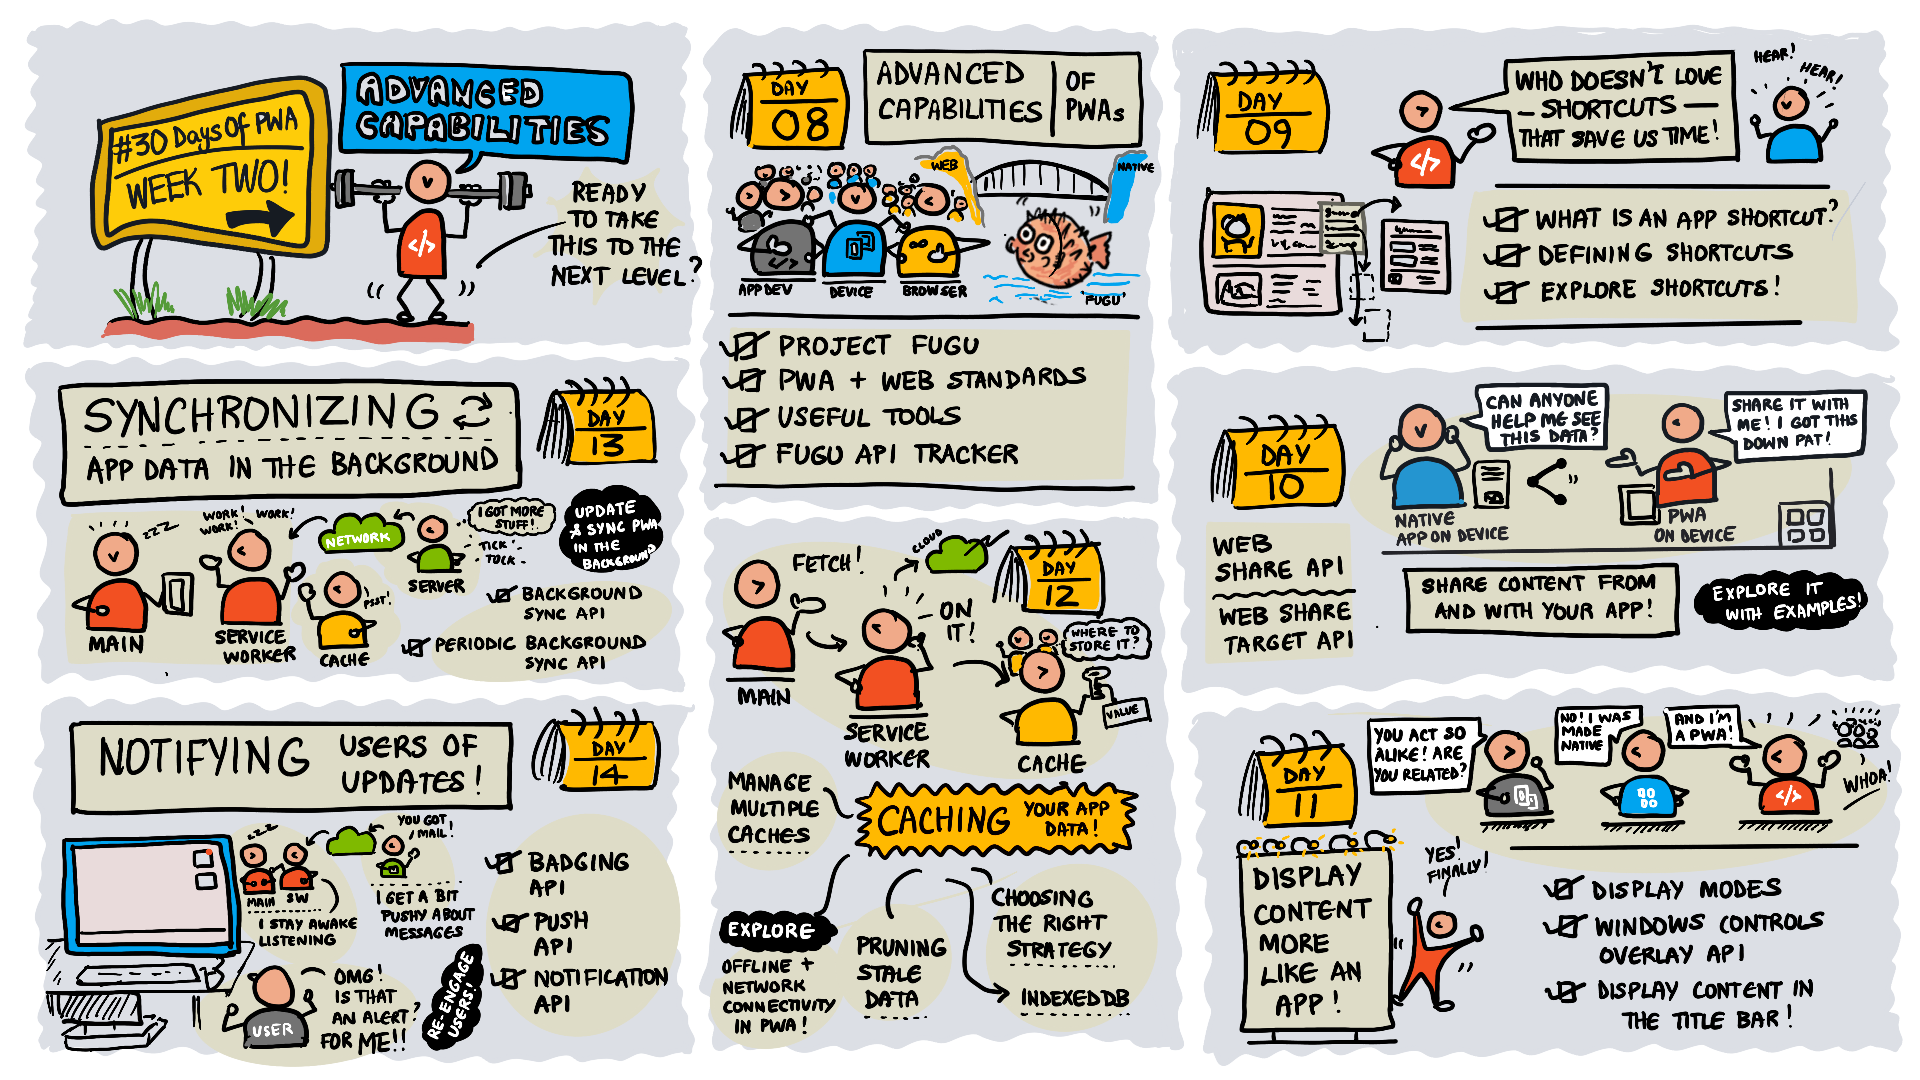 #30 Days Of PWA
WEEK TWO!
ADVANCED
CAPABILITIES
</>
READY
TO TAKE
THIS TO THE
NEXT LEVEL?
DAY
08
ADVANCED
CAPABILITIES
OF
PWAs
WEB
NATIVE
</>
APP DEV
DEVICE
BROWSER
'FUGU'
PROJECT FUGU
PWA + WEB STANDARDS
USEFUL TOOLS
FUGU API TRACKER
DAY
09
WHO DOESN'T LOVE
— SHORTCUTS —
THAT SAVE US TIME!
HEAR!
HEAR!
</>
WHAT IS AN APP SHORTCUT?
DEFINING SHORTCUTS
EXPLORE SHORTCUTS!
DAY
10
CAN ANYONE
HELP ME SEE
THIS DATA?
SHARE IT WITH
ME! I GOT THIS
DOWN PAT!
NATIVE
APP ON DEVICE
PWA
ON DEVICE
WEB
SHARE API
WEB SHARE
TARGET API
SHARE CONTENT FROM
AND WITH YOUR APP!
EXPLORE IT
WITH EXAMPLES!
DAY
11
YOU ACT SO
ALIKE! ARE
YOU RELATED?
NO! I WAS
MADE
NATIVE
AND I'M
A PWA!
</>
WHOA!
DISPLAY
CONTENT
MORE
LIKE AN
APP!
YES!
FINALLY!
DISPLAY MODES
WINDOWS CONTROLS
OVERLAY API
DISPLAY CONTENT IN
THE TITLE BAR!
DAY
12
FETCH!
CLOUD
ON
IT!
WHERE TO
STORE IT?
VALUE
MAIN
SERVICE
WORKER
CACHE
MANAGE
MULTIPLE
CACHES
CACHING YOUR APP
DATA!
EXPLORE
OFFLINE +
NETWORK
CONNECTIVITY
IN PWA!
PRUNING
STALE
DATA
CHOOSING
THE RIGHT
STRATEGY
INDEXEDDB
SYNCHRONIZING
APP DATA IN THE BACKGROUND
DAY
13
ZZZ
WORK! WORK!
WORK!
NETWORK
I GOT MORE
STUFF!
TICK
TOCK
UPDATE
& SYNC PWA
IN THE
BACKGROUND
PSST!
MAIN
SERVICE
WORKER
CACHE
SERVER
BACKGROUND
SYNC API
PERIODIC BACKGROUND
SYNC API
NOTIFYING USERS OF
UPDATES!
DAY
14
ZZZ
YOU GOT
MAIL!
MAIN
SW
I STAY AWAKE
LISTENING
I GET A BIT
PUSHY ABOUT
MESSAGES
USER
OMG!
IS THAT
AN ALERT?
FOR ME!!
RE-ENGAGE
USERS!
BADGING
API
PUSH
API
NOTIFICATION
API